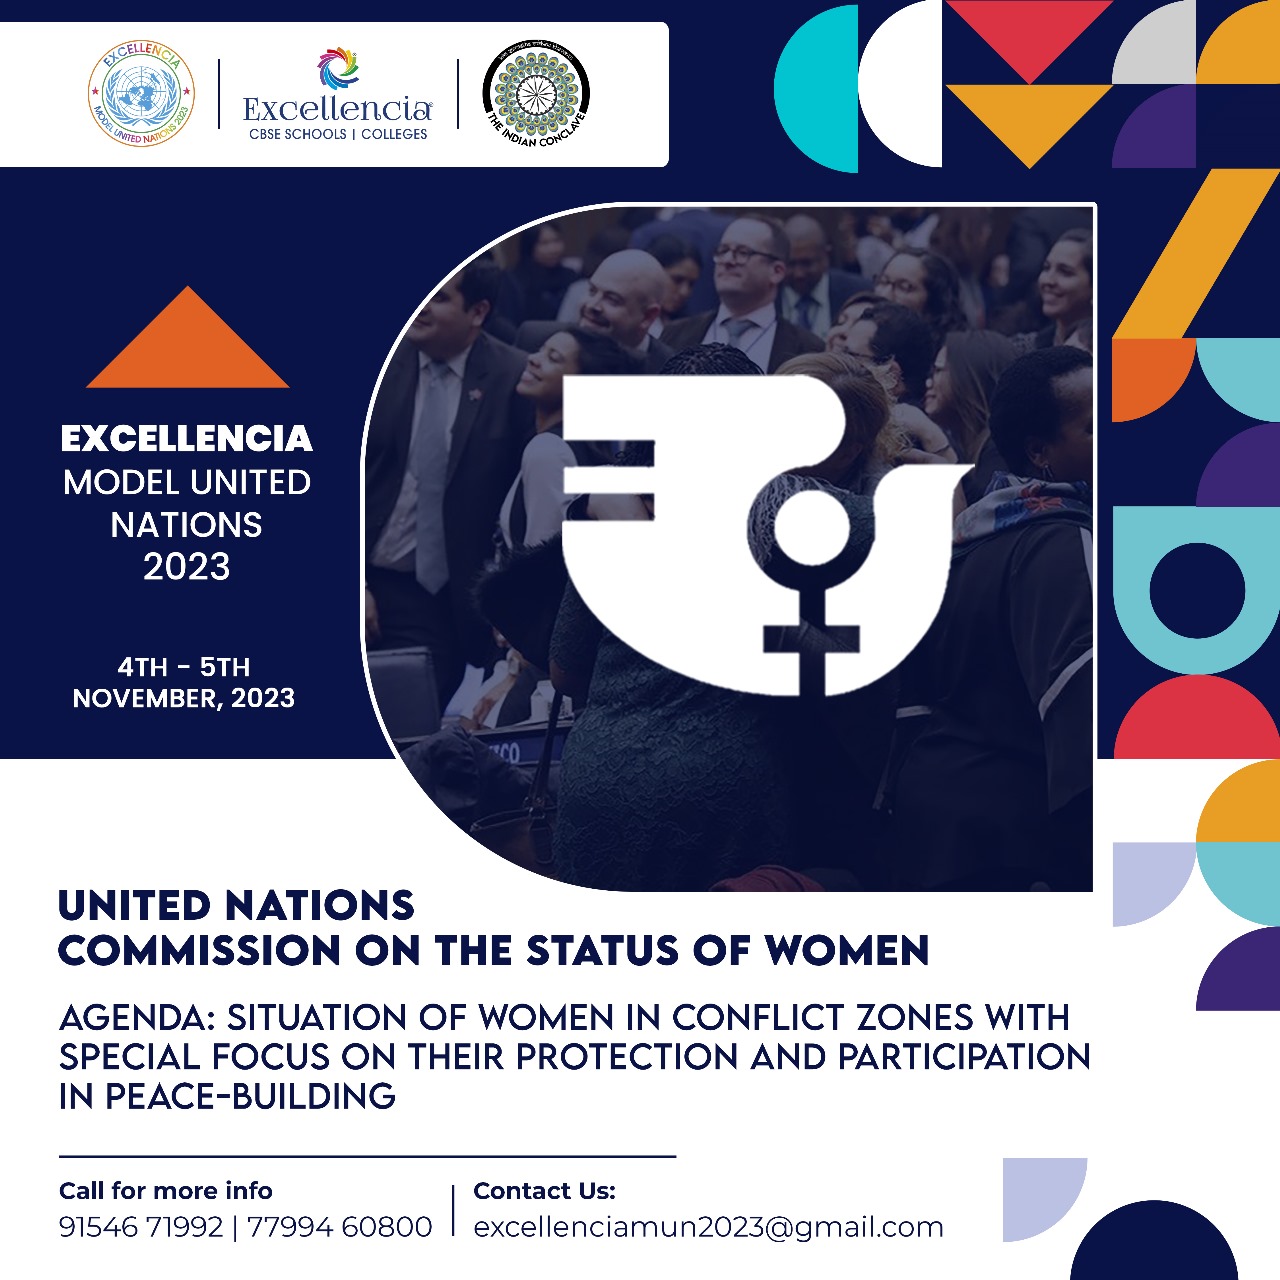 EXCELLENCIA
MODEL UNITED NATIONS 2023
Excellencia
CBSE SCHOOLS | COLLEGES
THE INDIAN CONCLAVE
EXCELLENCIA
MODEL UNITED
NATIONS
2023
4TH - 5TH
NOVEMBER, 2023
UNITED NATIONS
COMMISSION ON THE STATUS OF WOMEN
AGENDA: SITUATION OF WOMEN IN CONFLICT ZONES WITH
SPECIAL FOCUS ON THEIR PROTECTION AND PARTICIPATION
IN PEACE-BUILDING
Call for more info
91546 71992 | 77994 60800
Contact Us:
excellenciamun2023@gmail.com